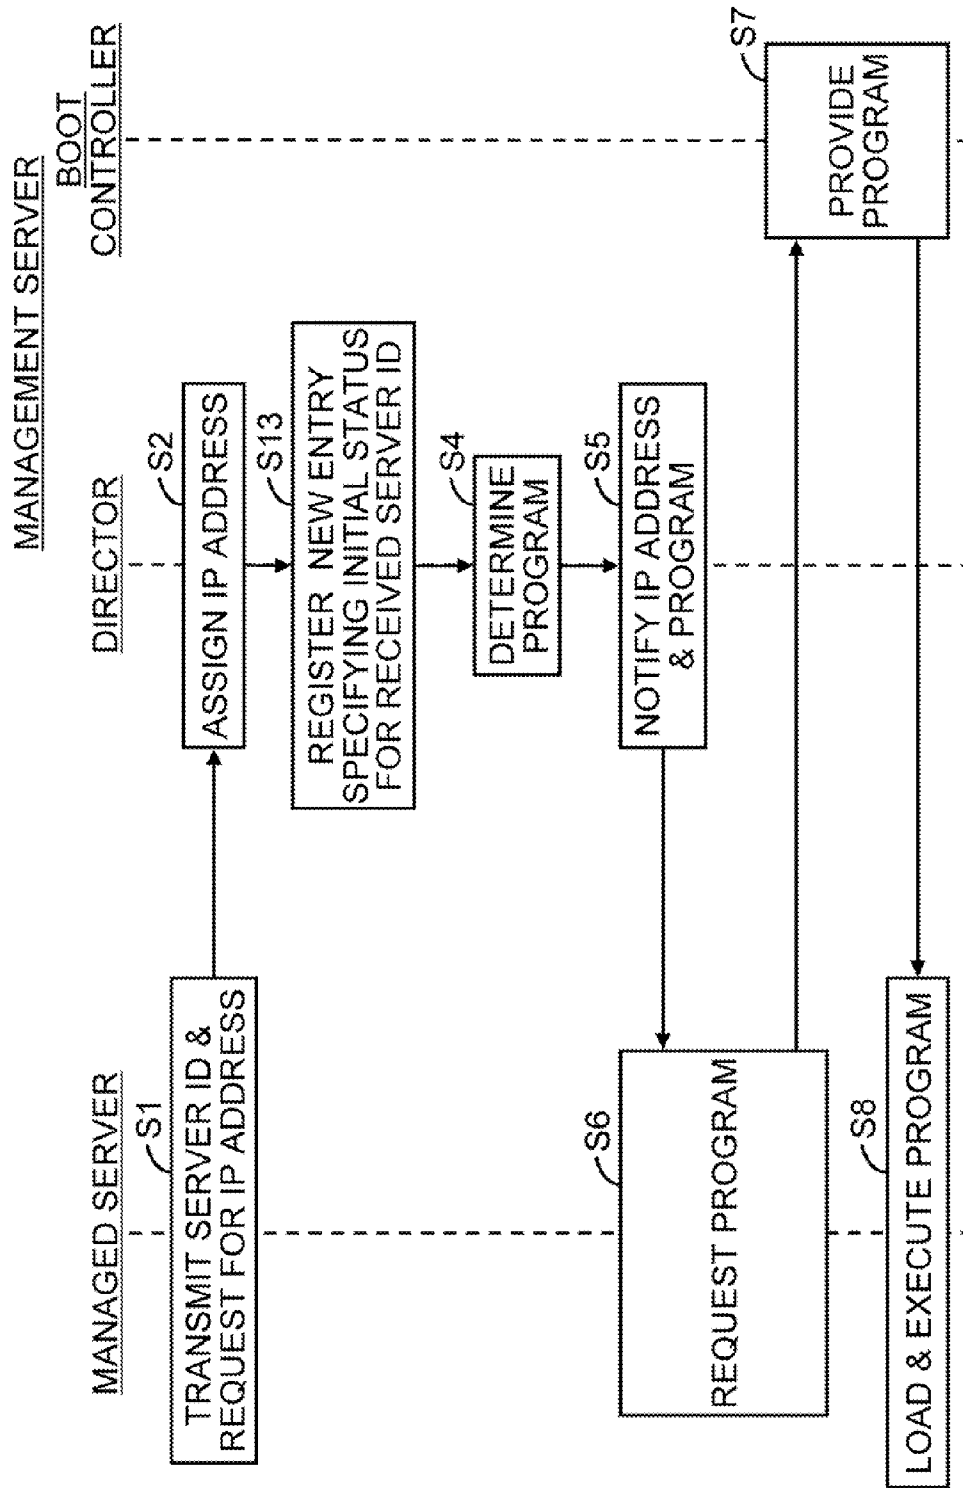 MANAGEMENT SERVER
MANAGED SERVER
DIRECTOR
BOOT
CONTROLLER
S1
TRANSMIT SERVER ID &
REQUEST FOR IP ADDRESS
S2
ASSIGN IP ADDRESS
S13
REGISTER NEW ENTRY
SPECIFYING INITIAL STATUS
FOR RECEIVED SERVER ID
S4
DETERMINE
PROGRAM
S5
NOTIFY IP ADDRESS
& PROGRAM
S6
REQUEST PROGRAM
S7
PROVIDE
PROGRAM
S8
LOAD & EXECUTE PROGRAM